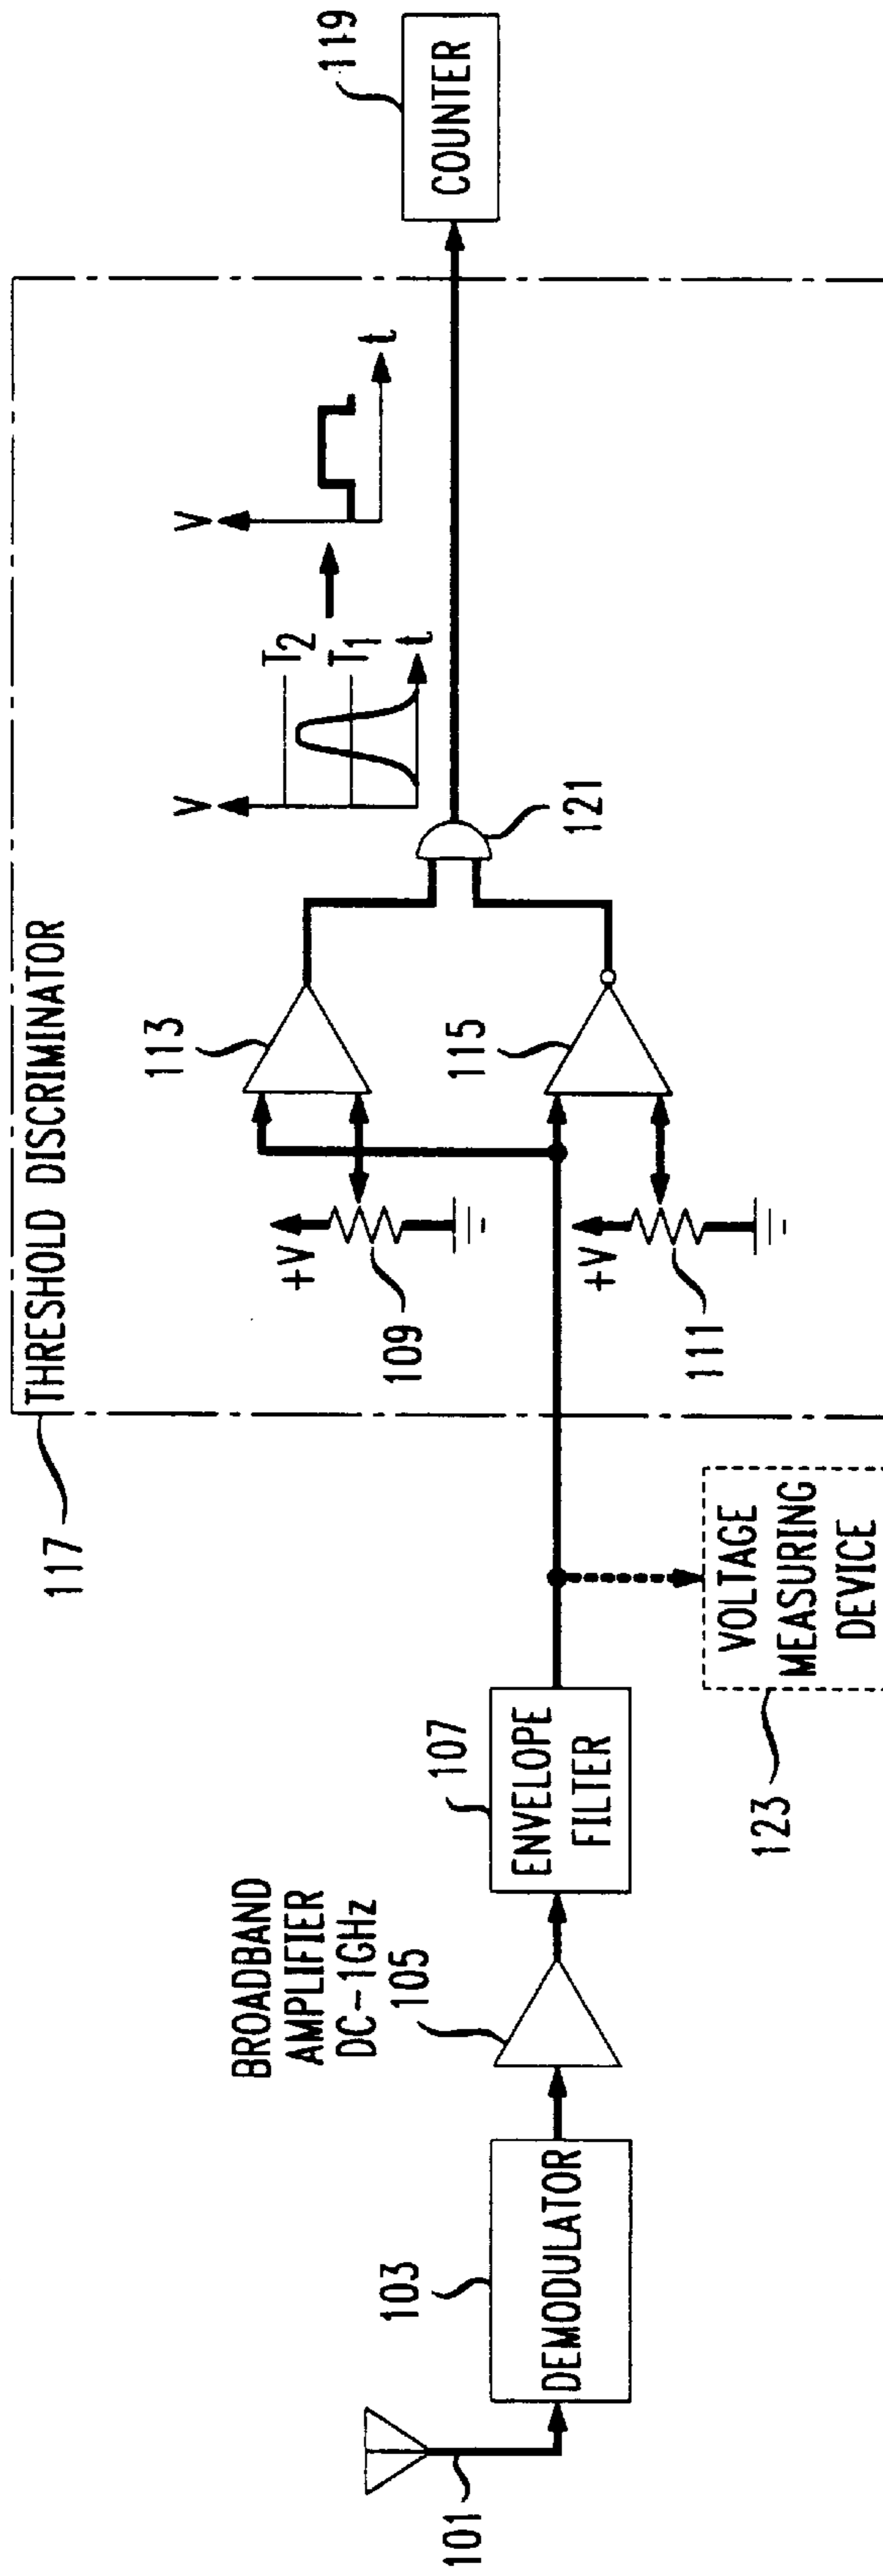 117
THRESHOLD DISCRIMINATOR
101
103
DEMODULATOR
BROADBAND
AMPLIFIER
DC-1GHz
105
107
ENVELOPE
FILTER
123
VOLTAGE
MEASURING
DEVICE
+V
109
+V
111
113
115
121
V
T2
T1
t
V
t
119
COUNTER